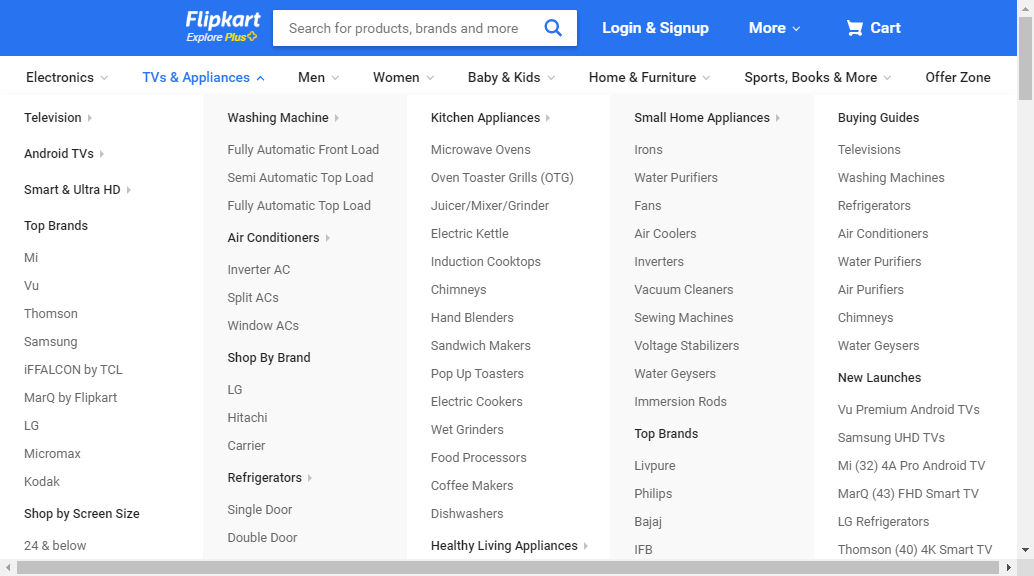 Flipkart
Explore Plus
Search for products, brands and more
Login & Signup
More
Cart
Electronics
TVs & Appliances
Men
Women
Baby & Kids
Home & Furniture
Sports, Books & More
Offer Zone
Television
Android TVs
Smart & Ultra HD
Top Brands
Mi
Vu
Thomson
Samsung
iFFALCON by TCL
MarQ by Flipkart
LG
Micromax
Kodak
Shop by Screen Size
24 & below
Washing Machine
Fully Automatic Front Load
Semi Automatic Top Load
Fully Automatic Top Load
Air Conditioners
Inverter AC
Split ACs
Window ACs
Shop By Brand
LG
Hitachi
Carrier
Refrigerators
Single Door
Double Door
Kitchen Appliances
Microwave Ovens
Oven Toaster Grills (OTG)
Juicer/Mixer/Grinder
Electric Kettle
Induction Cooktops
Chimneys
Hand Blenders
Sandwich Makers
Pop Up Toasters
Electric Cookers
Wet Grinders
Food Processors
Coffee Makers
Dishwashers
Healthy Living Appliances
Small Home Appliances
Irons
Water Purifiers
Fans
Air Coolers
Inverters
Vacuum Cleaners
Sewing Machines
Voltage Stabilizers
Water Geysers
Immersion Rods
Top Brands
Livpure
Philips
Bajaj
IFB
Buying Guides
Televisions
Washing Machines
Refrigerators
Air Conditioners
Water Purifiers
Air Purifiers
Chimneys
Water Geysers
New Launches
Vu Premium Android TVs
Samsung UHD TVs
Mi (32) 4A Pro Android TV
MarQ (43) FHD Smart TV
LG Refrigerators
Thomson (40) 4K Smart TV